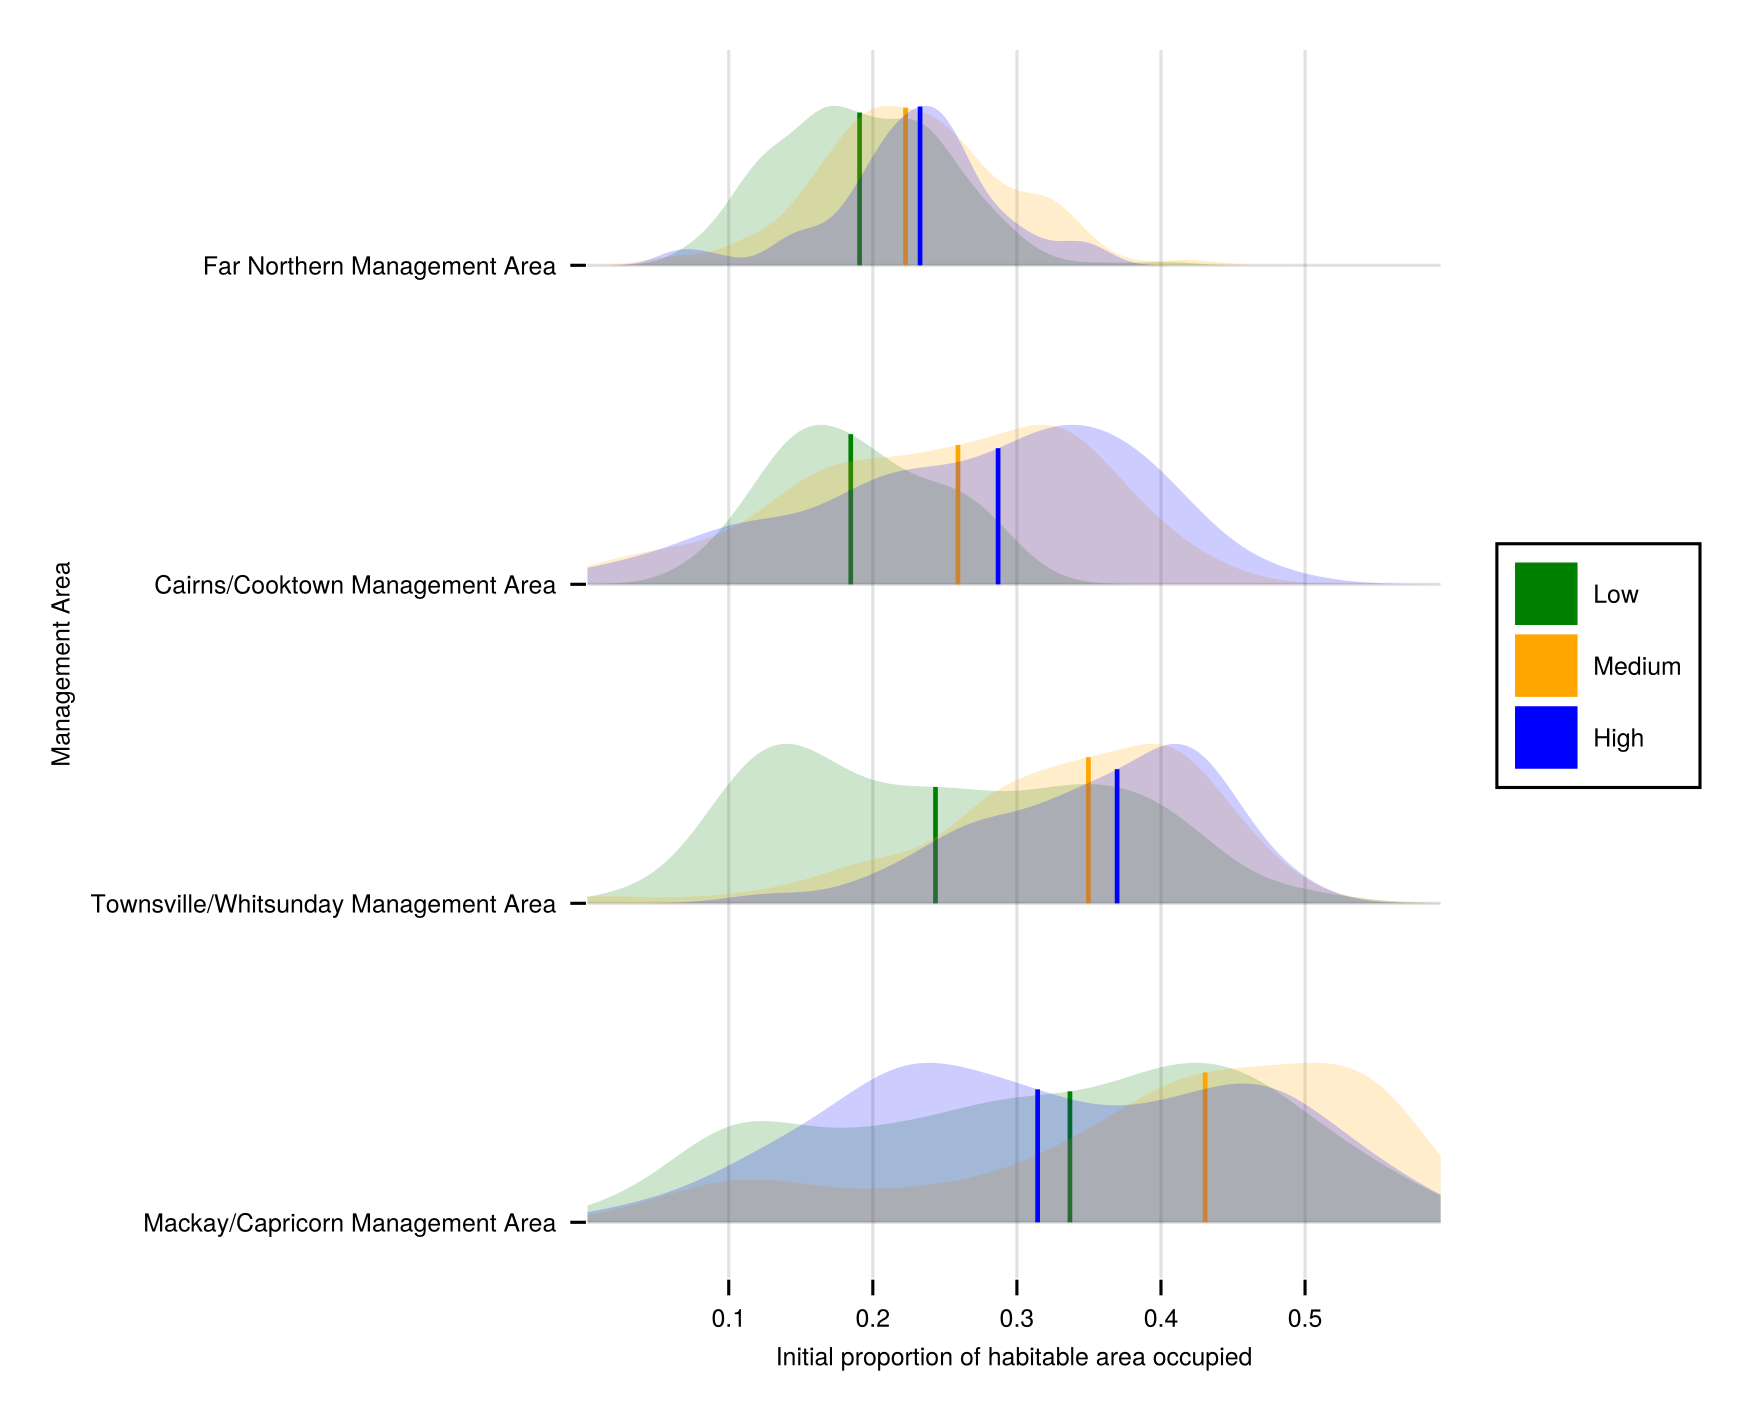 Far Northern Management Area
Cairns/Cooktown Management Area
Townsville/Whitsunday Management Area
Mackay/Capricorn Management Area
Management Area
0.1
0.2
0.3
0.4
0.5
Initial proportion of habitable area occupied
Low
Medium
High